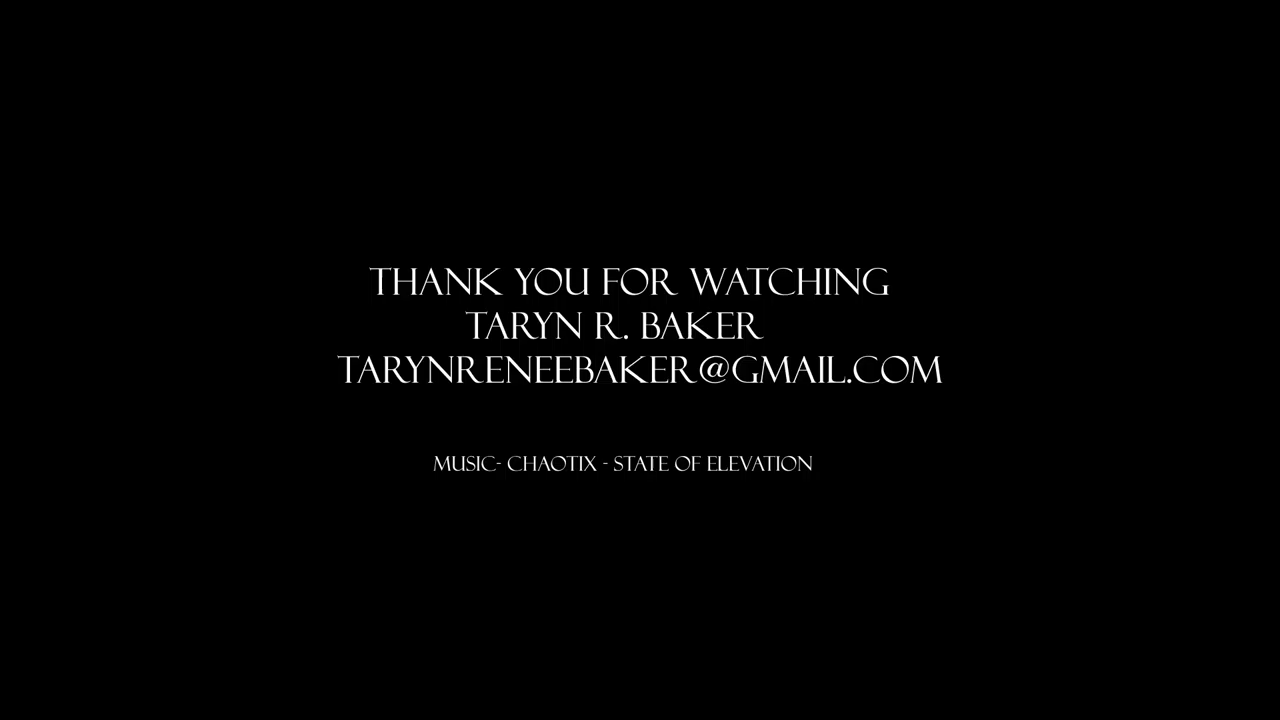 THANK YOU FOR WATCHING
TARYN R. BAKER
TARYNRENEEBAKER@GMAIL.COM
MUSIC- CHAOTIX - STATE OF ELEVATION